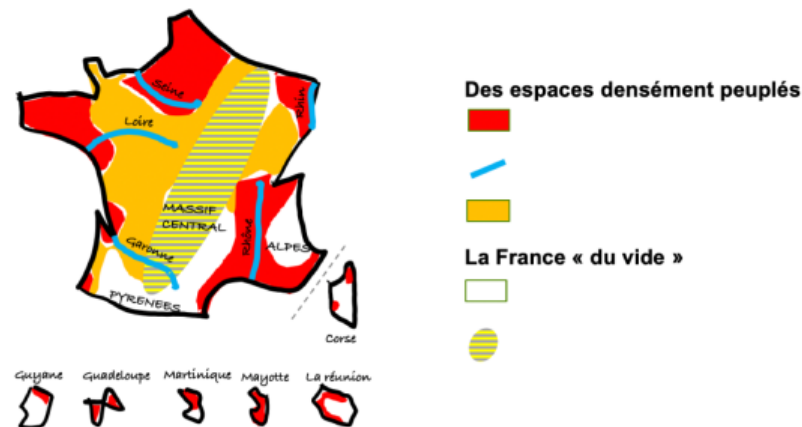 Seine
Rhin
Loire
MASSIF
CENTRAL
Garonne
Rhône
ALPES
PYRENEES
Corse
Guyane
Guadeloupe
Martinique
Mayotte
La réunion
Des espaces densément peuplés
La France « du vide »